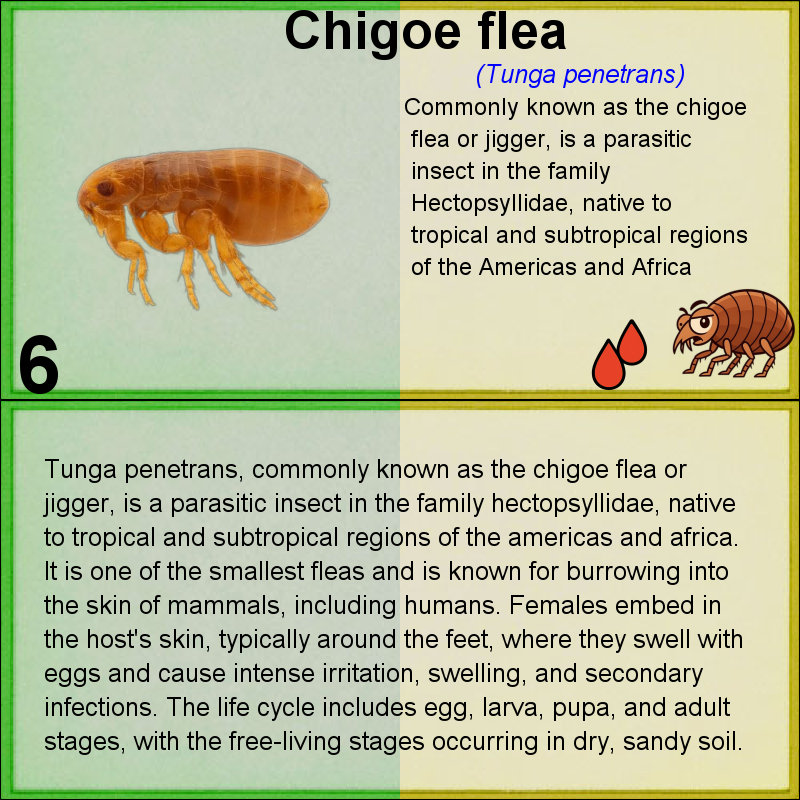 Chigoe flea
(Tunga penetrans)
Commonly known as the chigoe
flea or jigger, is a parasitic
insect in the family
Hectopsyllidae, native to
tropical and subtropical regions
of the Americas and Africa
6
Tunga penetrans, commonly known as the chigoe flea or
jigger, is a parasitic insect in the family hectopsyllidae, native
to tropical and subtropical regions of the americas and africa.
It is one of the smallest fleas and is known for burrowing into
the skin of mammals, including humans. Females embed in
the host's skin, typically around the feet, where they swell with
eggs and cause intense irritation, swelling, and secondary
infections. The life cycle includes egg, larva, pupa, and adult
stages, with the free-living stages occurring in dry, sandy soil.